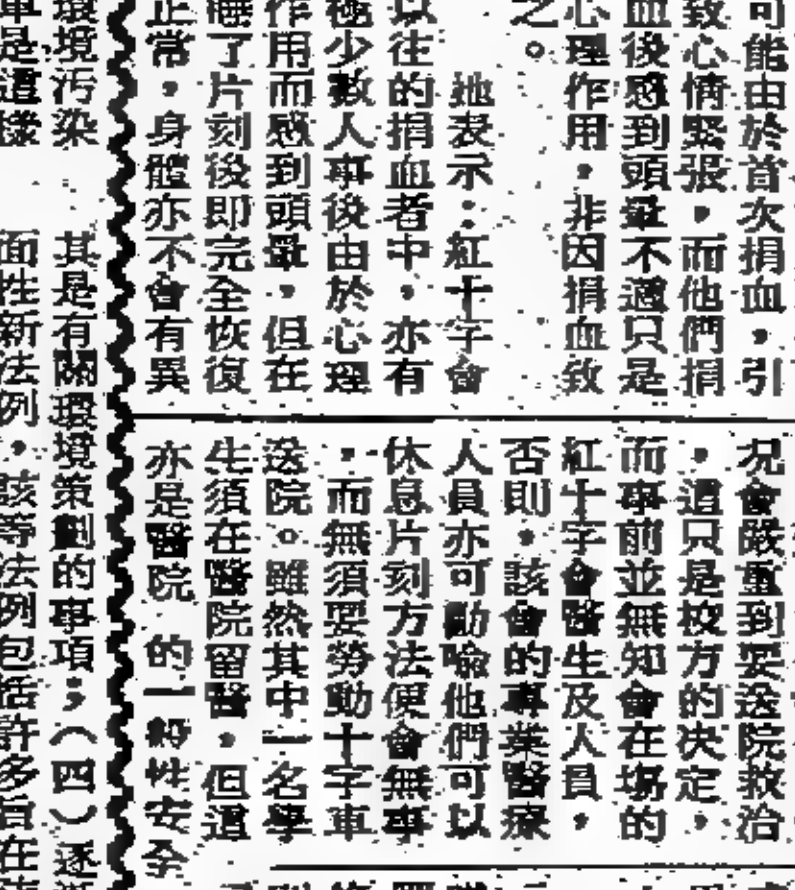 可能由於首次捐血，引
致心情緊張，而他們捐
血後感到頭暈不適只是
心理作用，非因捐血致
之。
她表示：紅十字會
以往的捐血者中，亦有
極少數人事後由於心理
作用而感到頭暈，但在
睡了片刻後即完全恢復
正常，身體亦不會有異
況會嚴重到要送院救治
，這只是校方的決定，
而事前並無知會在場的
紅十字會醫生及人員，
否則，該會的專業醫療
人員亦可勸喻他們可以
休息片刻方法便會無事
，而無須要勞動十字車
送院。雖然其中一名學
生須在醫院留醫，但這
亦是醫院的一般性安全
環境污染
其是有關環境策劃的事項；（四）逐
車是這樣
面性新法例，該等法例包括許多旨在